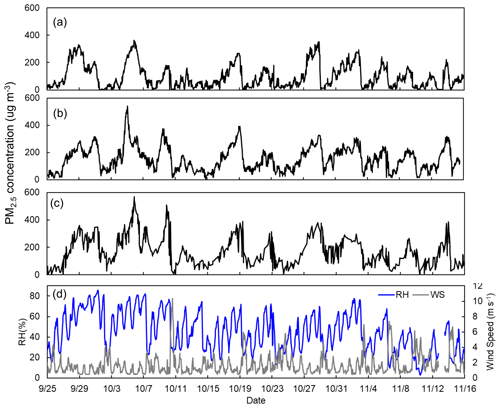 600
(a)
400
200
0
600
(b)
400
200
0
600
(c)
400
200
0
PM2.5 concentration (ug m-3)
(d)
RH
WS
80
60
40
20
0
RH(%)
12
10
8
6
4
2
0
Wind Speed (m s-1)
9/25 9/29 10/3 10/7 10/11 10/15 10/19 10/23 10/27 10/31 11/4 11/8 11/12 11/16
Date